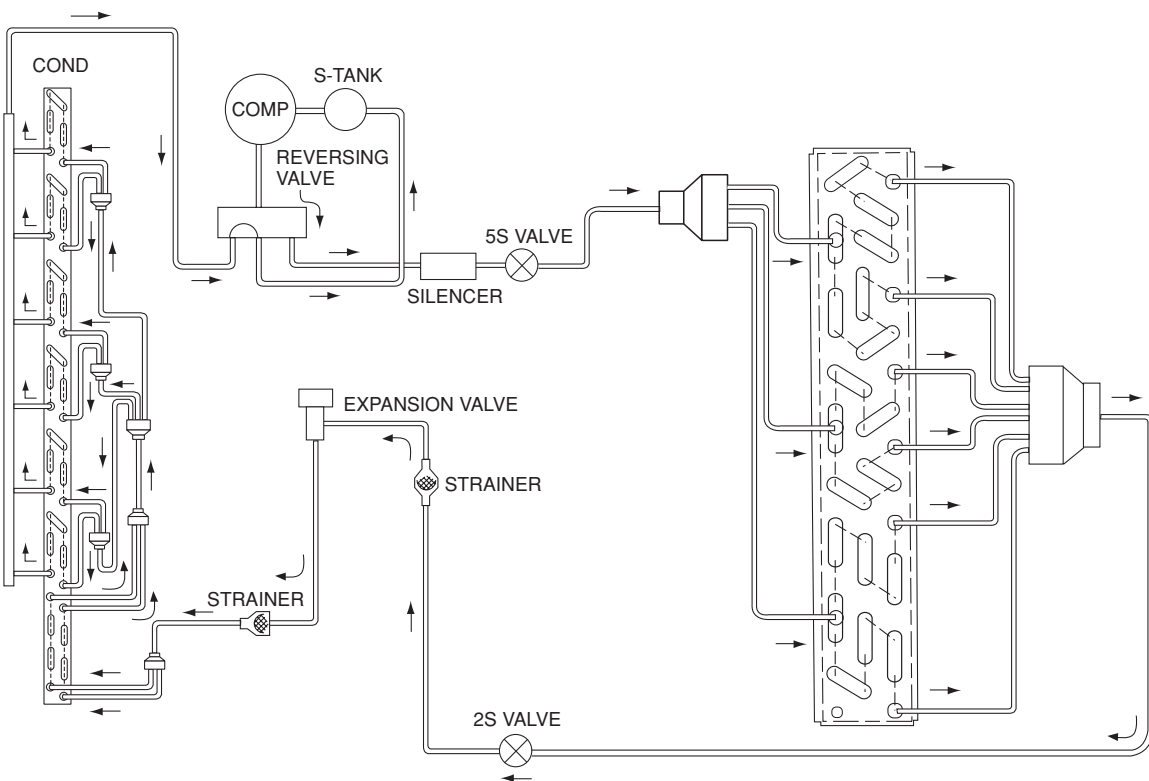 COND
S-TANK
COMP
REVERSING
VALVE
5S VALVE
SILENCER
EXPANSION VALVE
STRAINER
STRAINER
2S VALVE